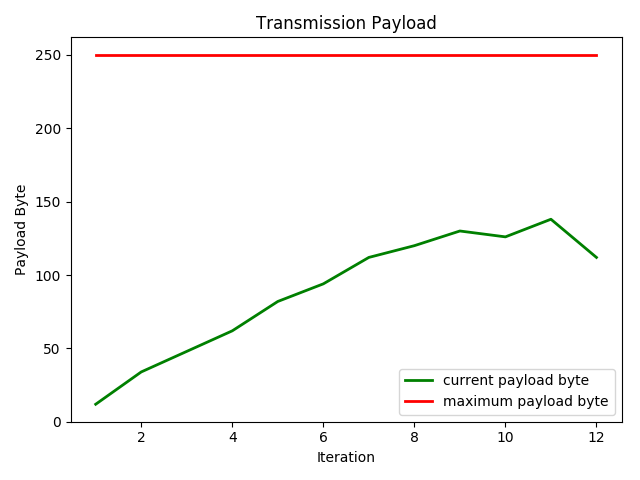 Transmission Payload
Payload Byte
250
200
150
100
50
0
2 4 6 8 10 12
Iteration
current payload byte
maximum payload byte